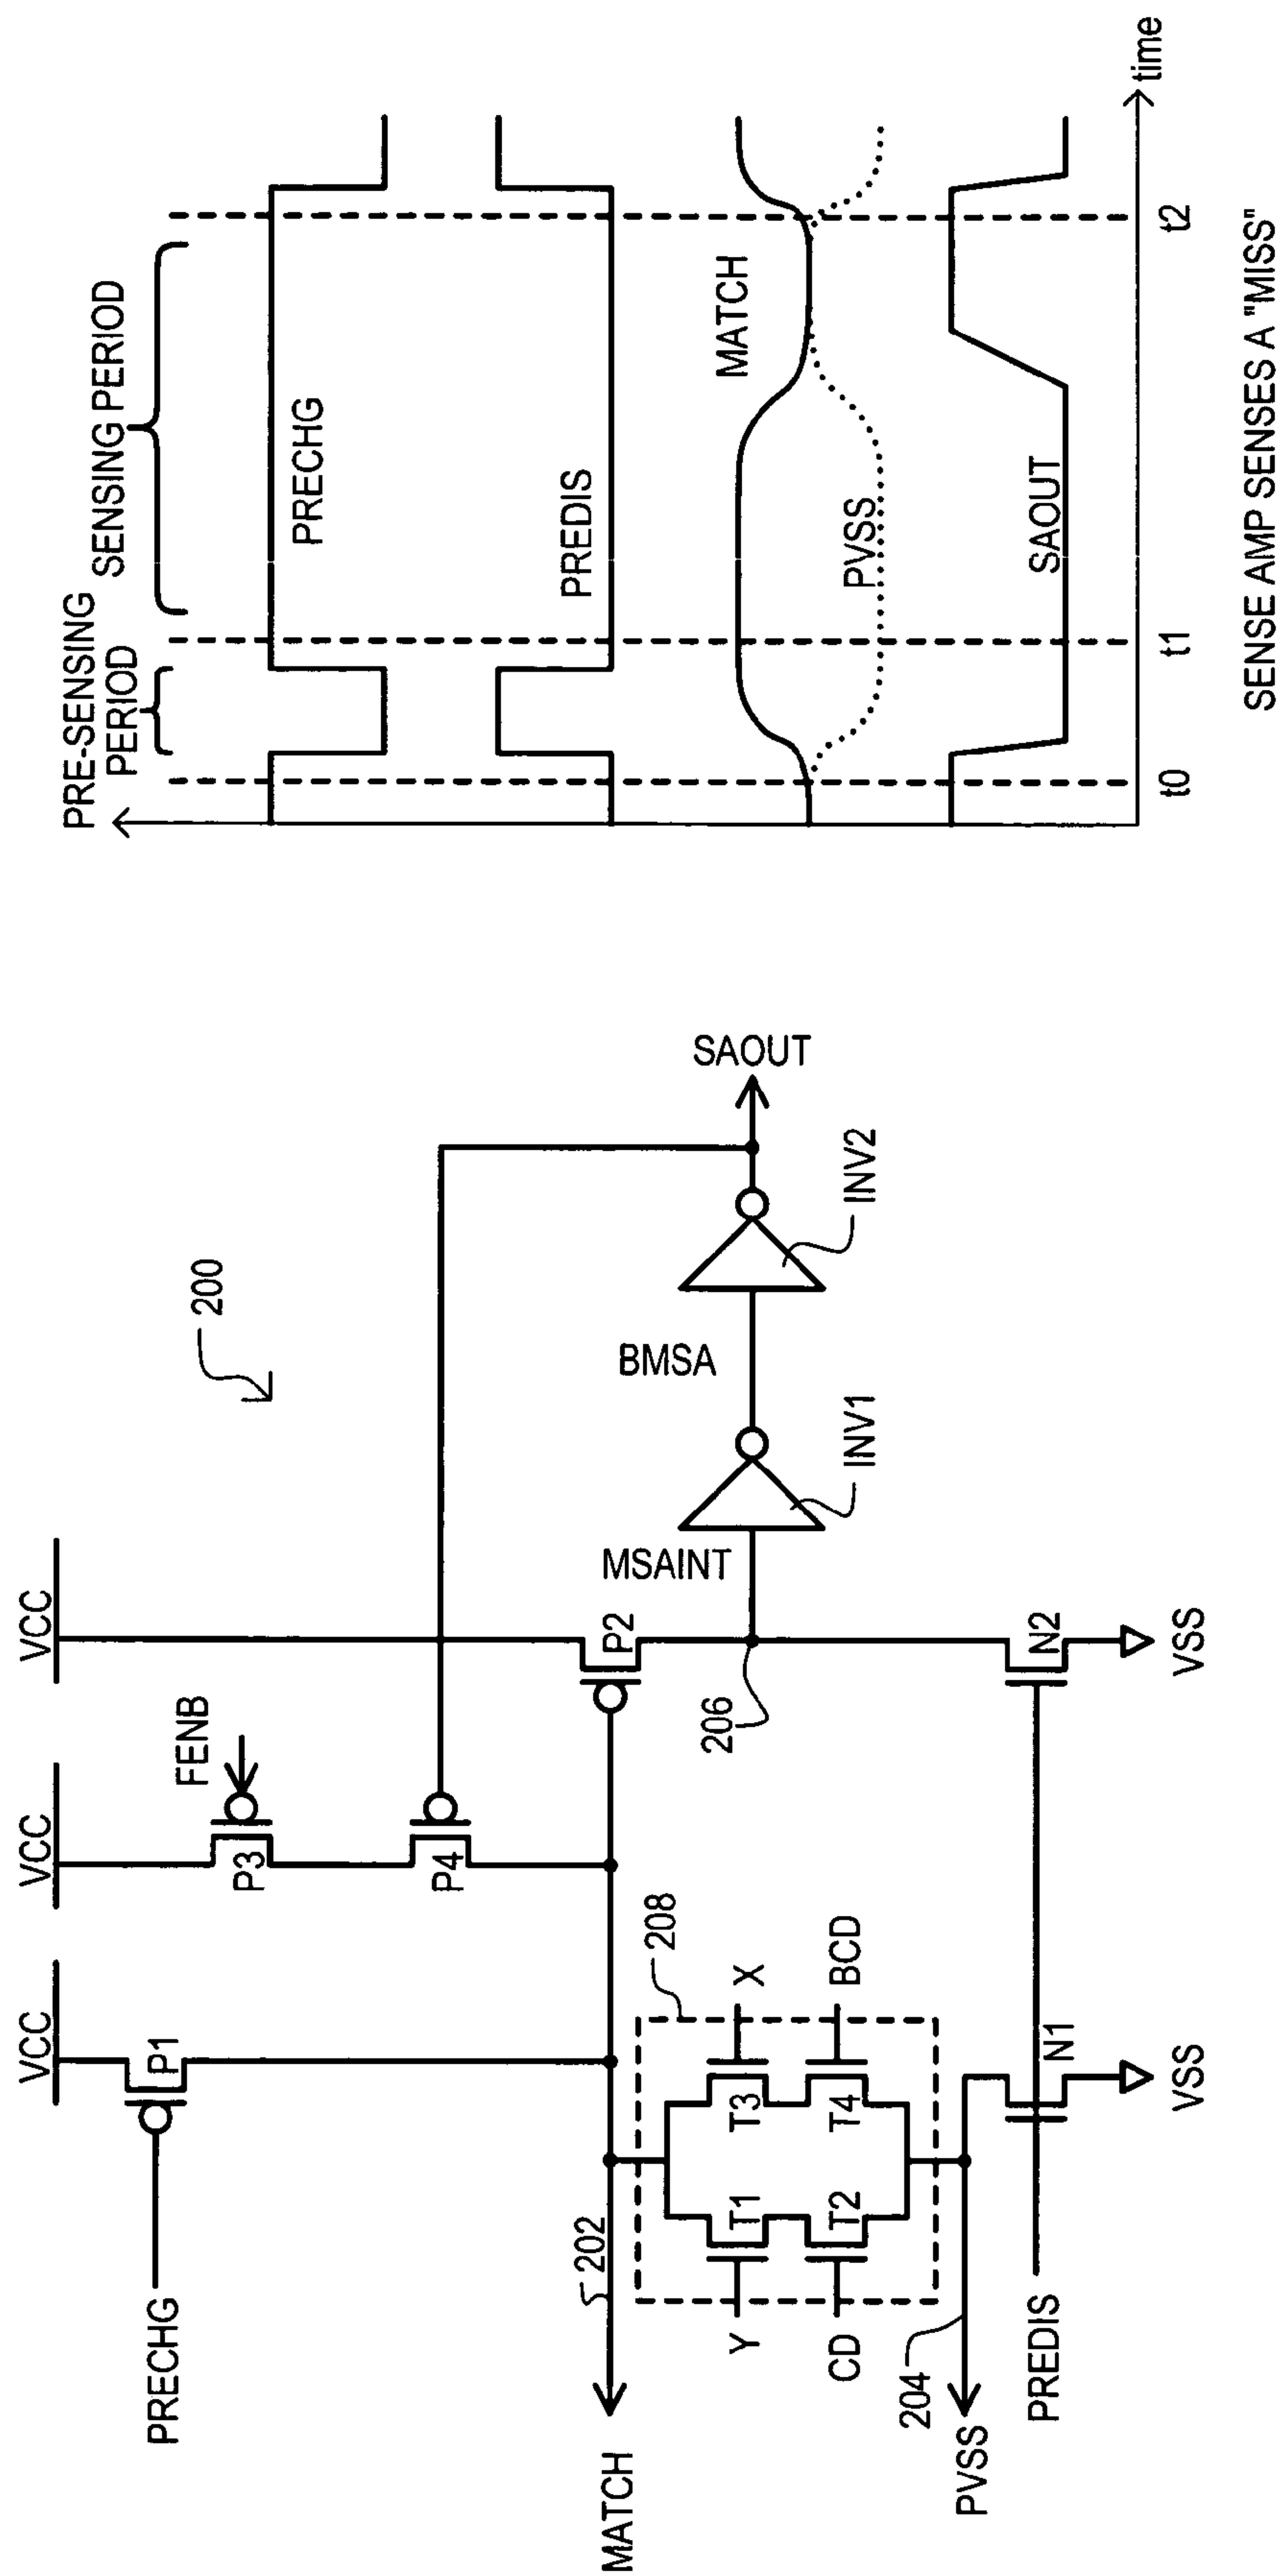 VCC
VCC
VCC
FENB
200
P1
P3
PRECHG
P4
202
P2
SAOUT
MATCH
MSAINT
BMSA
206
INV1
INV2
208
Y
T1
T3
X
CD
T2
T4
BCD
204
PVSS
N1
N2
PREDIS
VSS
VSS
PRE-SENSING
PERIOD
SENSING PERIOD
PRECHG
PREDIS
MATCH
PVSS
SAOUT
t0
t1
t2
time
SENSE AMP SENSES A "MISS"